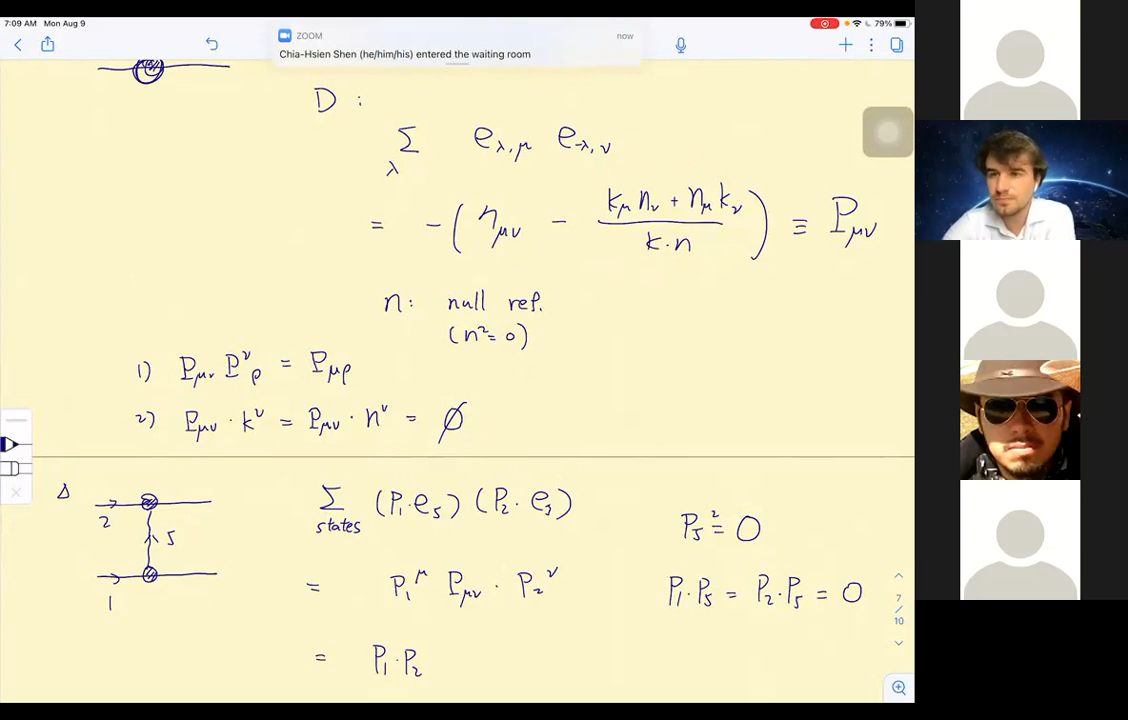 7:09 AM Mon Aug 9
79%
ZOOM
now
Chia-Hsien Shen (he/him/his) entered the waiting room
D :
Σ_λ e_{λ,μ} e_{-λ,ν}
= -( η_{μν} - (k_μ n_ν + n_μ k_ν) / (k·n) ) ≡ P_{μν}
n: null ref.
(n²=0)
1) P_{μν} P^ν_ρ = P_{μρ}
2) P_{μν} · k^ν = P_{μν} · n^ν = ∅
2
5
1
Σ_{states} (P₁·e₅) (P₂·e₅)
P₅² = 0
= P₁^μ P_{μν} · P₂^ν
P₁·P₅ = P₂·P₅ = 0
= P₁·P₂
7
/
10